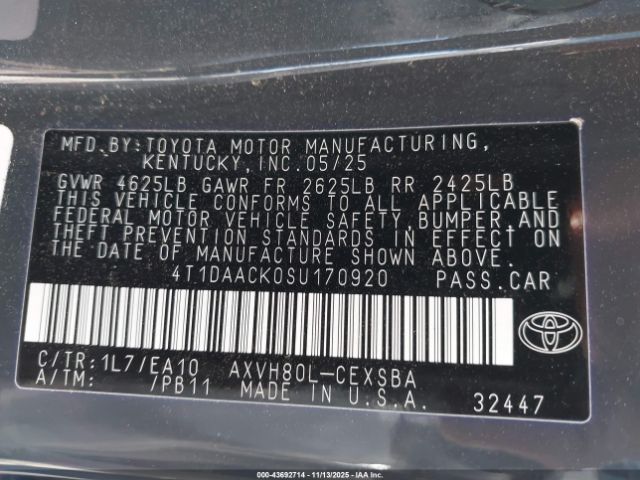 MFD.BY:TOYOTA MOTOR MANUFACTURING,
KENTUCKY,INC.05/25
GVWR 4625LB GAWR FR 2625LB RR 2425LB
THIS VEHICLE CONFORMS TO ALL APPLICABLE
FEDERAL MOTOR VEHICLE SAFETY, BUMPER,AND
THEFT PREVENTION STANDARDS IN EFFECT ON
THE DATE OF MANUFACTURE SHOWN ABOVE.
4T1DAACK0SU170920 PASS.CAR
C/TR:1L7/EA10 AXVH80L-CEXSBA
A/TM: /PB11 MADE IN U.S.A. 32447
000-43692714 - 11/13/2025 - IAAI.COM